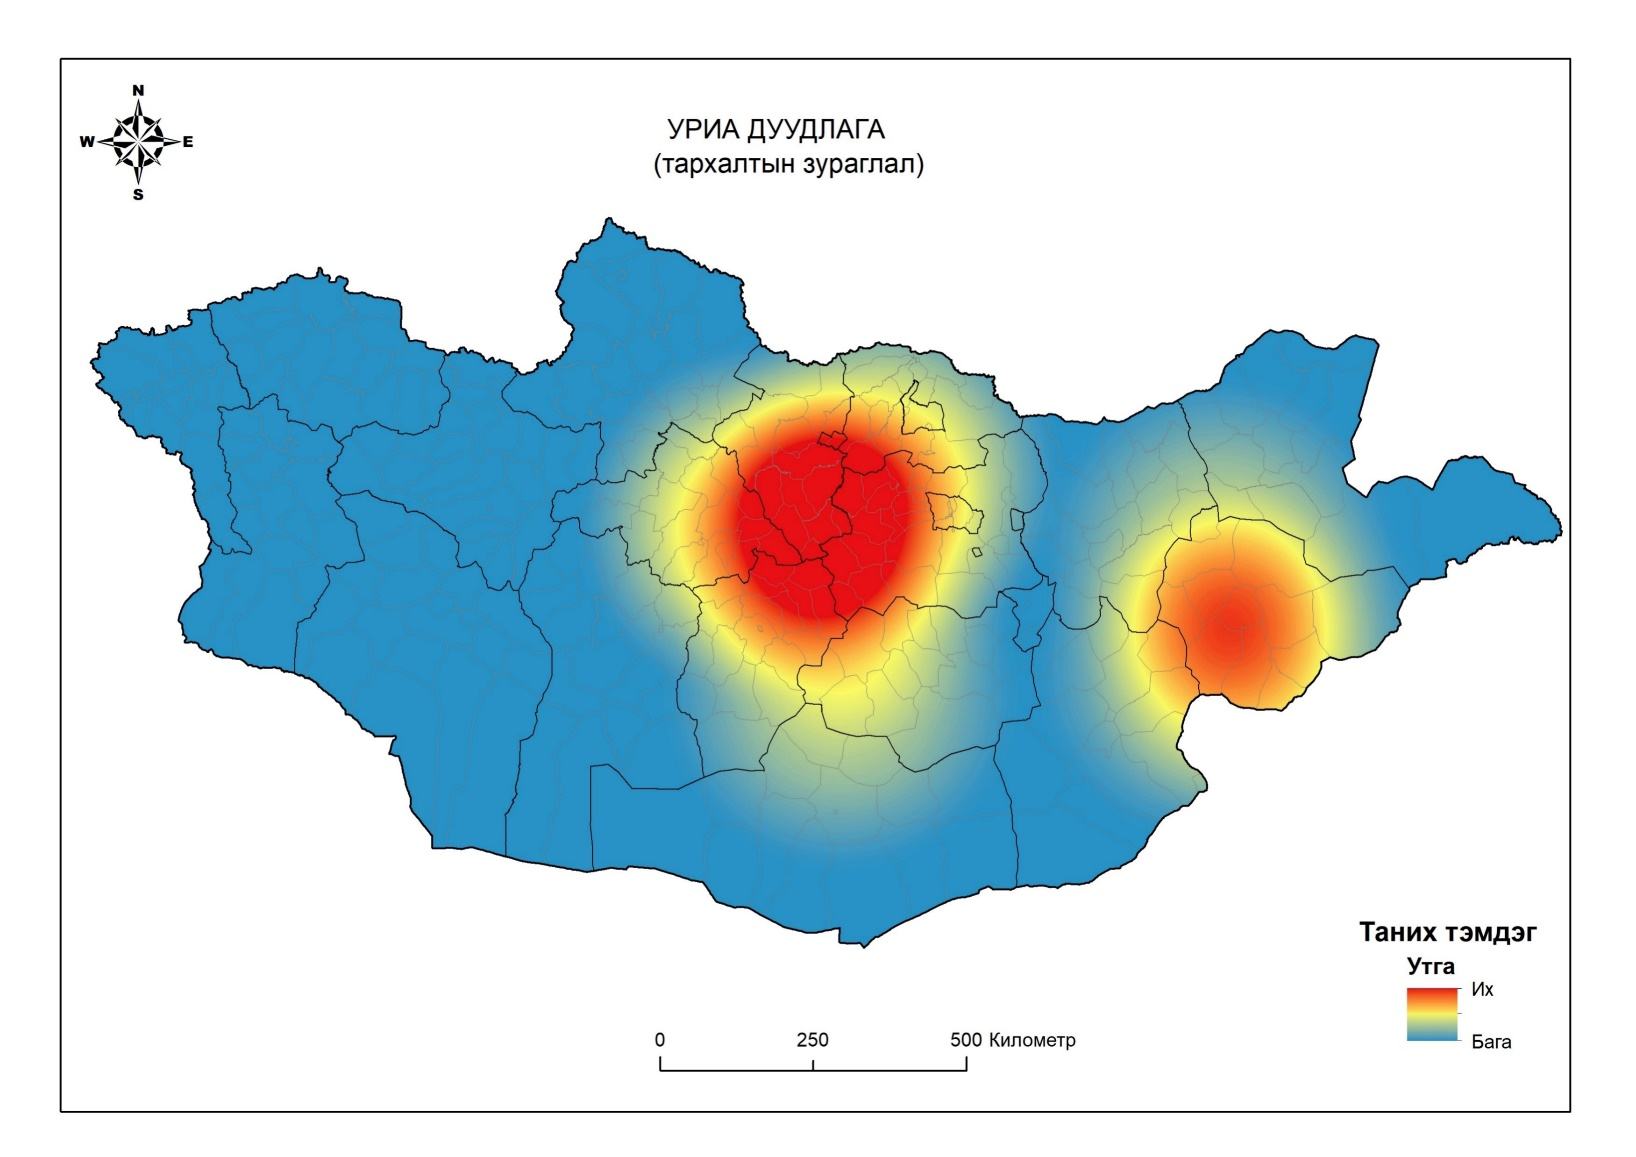 N
W E
S
УРИА ДУУДЛАГА
(тархалтын зураглал)
Таних тэмдэг
Утга
Их
Бага
0 250 500 Километр